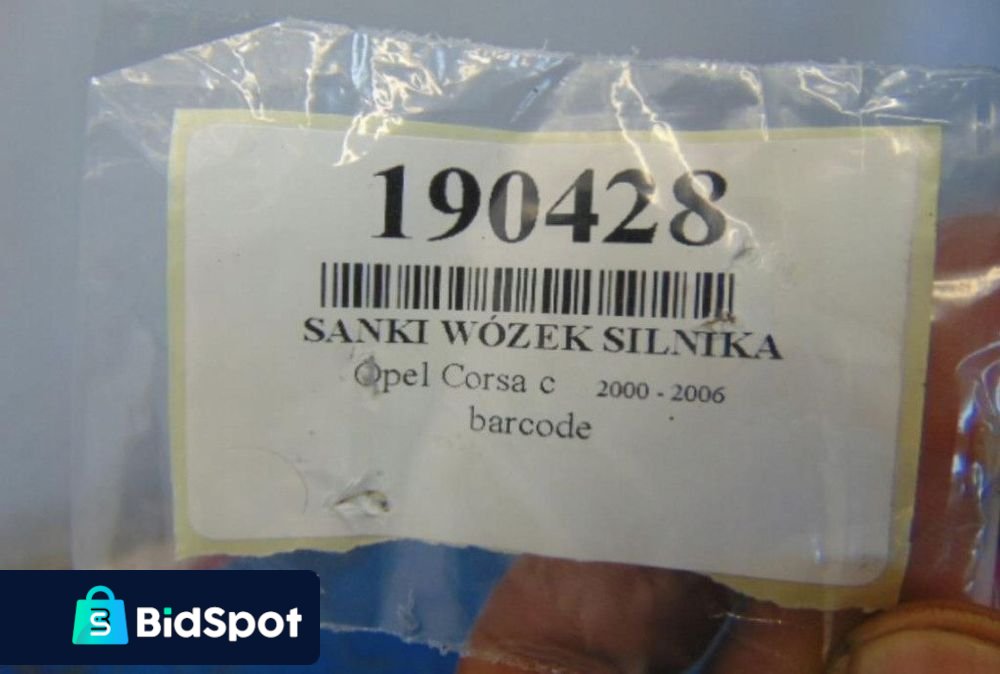 190428
SANKI WÓZEK SILNIKA
Opel Corsa c 2000 - 2006
barcode
BidSpot